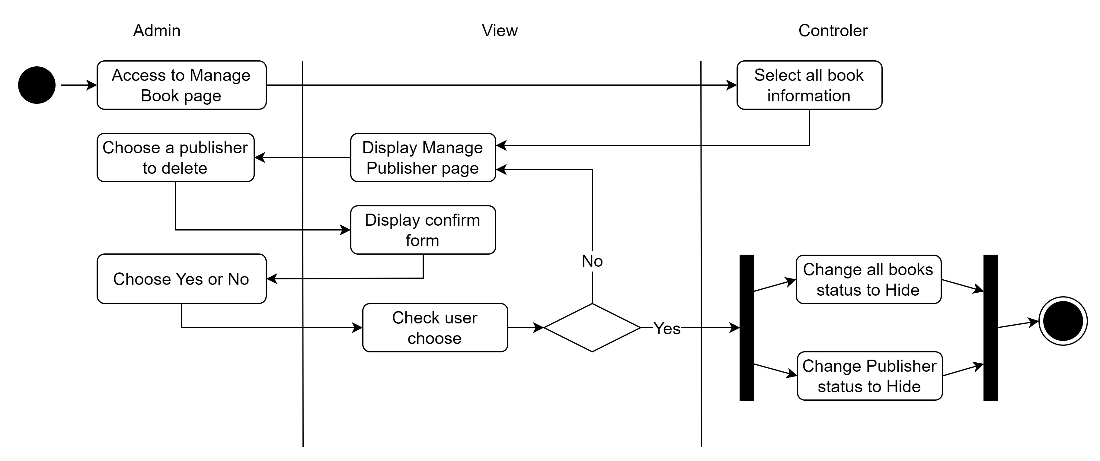 Admin
View
Controler
Access to Manage
Book page
Select all book
information
Choose a publisher
to delete
Display Manage
Publisher page
Display confirm
form
Choose Yes or No
No
Change all books
status to Hide
Check user
choose
Yes
Change Publisher
status to Hide